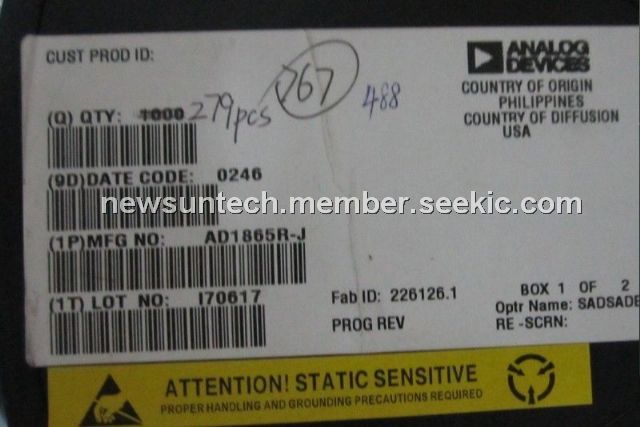 CUST PROD ID:
ANALOG
DEVICES
COUNTRY OF ORIGIN
PHILIPPINES
COUNTRY OF DIFFUSION
USA
(Q) QTY: 1000 279pcs 767 488
(9D)DATE CODE: 0246
newsuntech.member.seekic.com
(1P)MFG NO: AD1865R-J
(1T) LOT NO: I70617
Fab ID: 226126.1
BOX 1 OF 2
Optr Name: SADSADE
PROG REV
RE -SCRN:
ATTENTION! STATIC SENSITIVE
PROPER HANDLING AND GROUNDING PRECAUTIONS REQUIRED